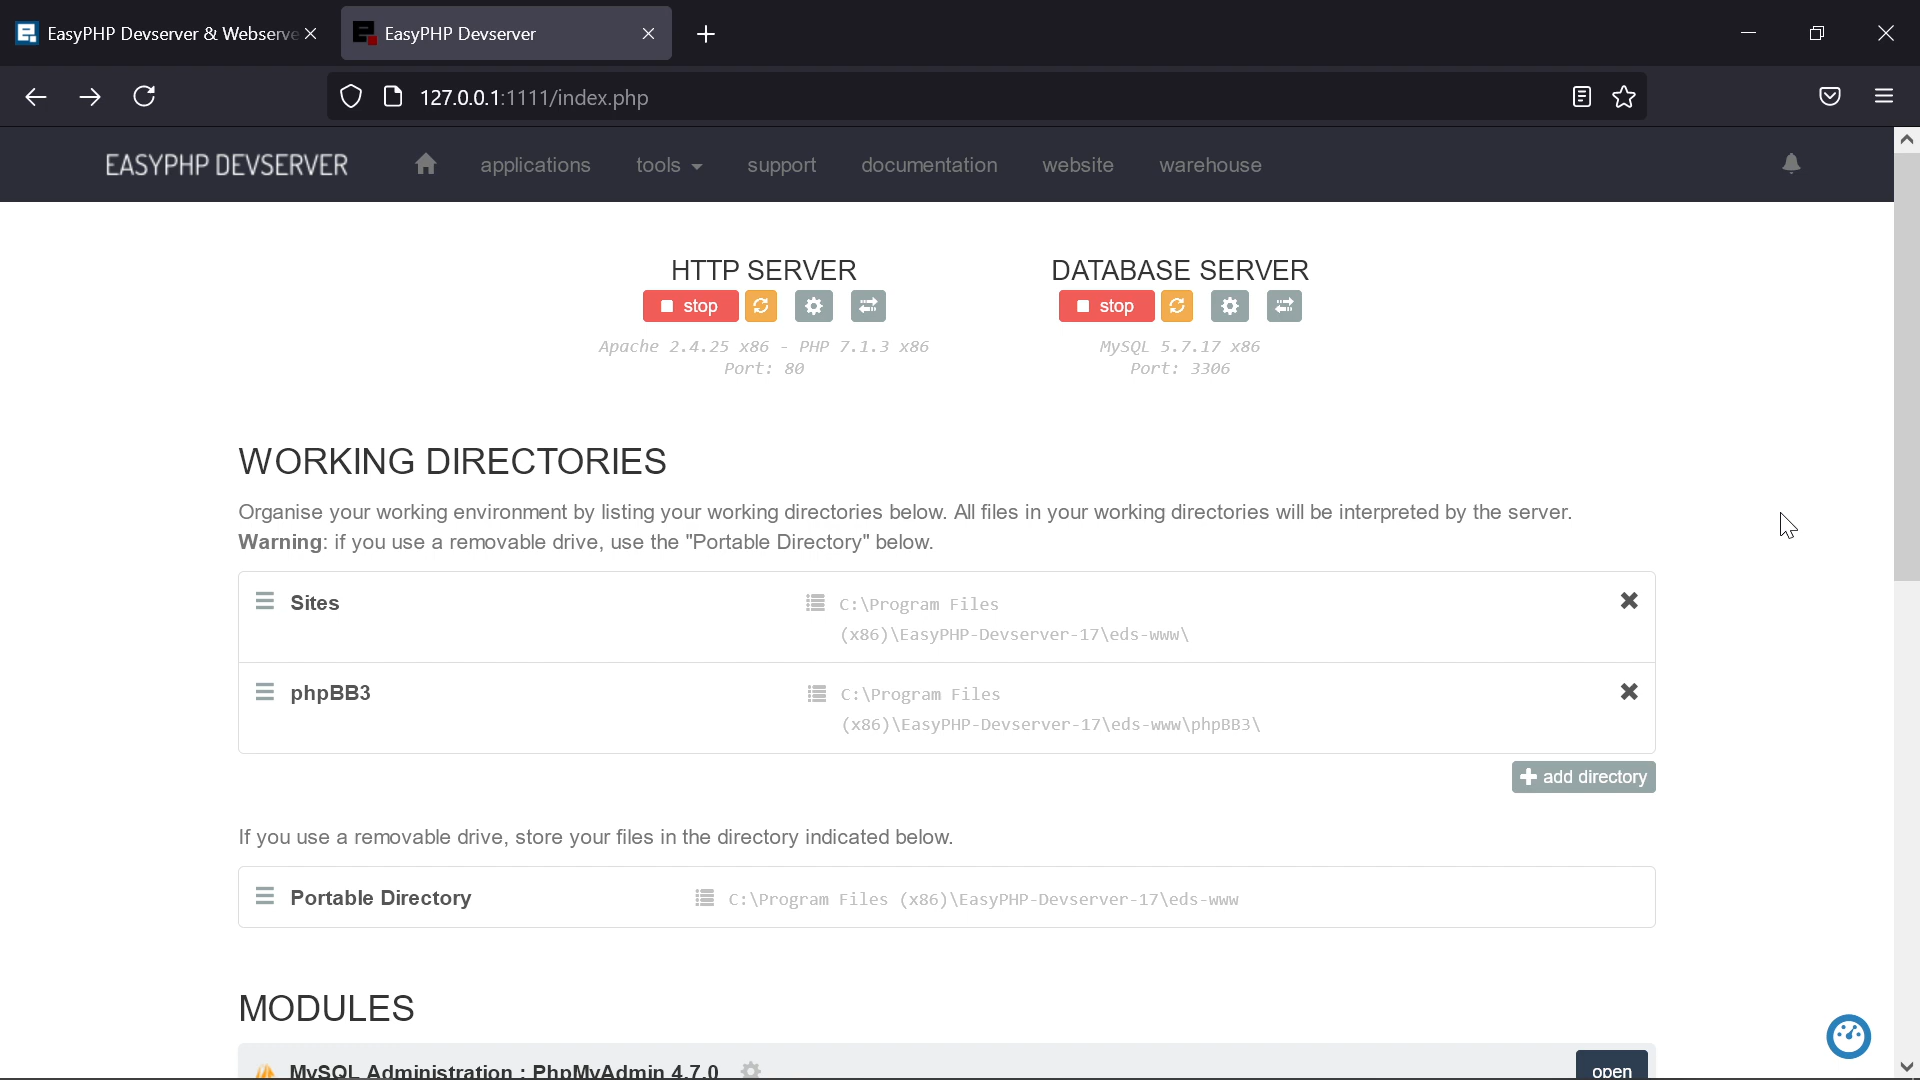 EasyPHP Devserver & Webserve
EasyPHP Devserver
127.0.0.1:1111/index.php
EASYPHP DEVSERVER
applications
tools
support
documentation
website
warehouse
HTTP SERVER
stop
Apache 2.4.25 x86 - PHP 7.1.3 x86
Port: 80
DATABASE SERVER
stop
MySQL 5.7.17 x86
Port: 3306
WORKING DIRECTORIES
Organise your working environment by listing your working directories below. All files in your working directories will be interpreted by the server.
Warning: if you use a removable drive, use the "Portable Directory" below.
Sites
C:\Program Files
(x86)\EasyPHP-Devserver-17\eds-www\
phpBB3
C:\Program Files
(x86)\EasyPHP-Devserver-17\eds-www\phpBB3\
add directory
If you use a removable drive, store your files in the directory indicated below.
Portable Directory
C:\Program Files (x86)\EasyPHP-Devserver-17\eds-www
MODULES
MySQL Administration : PhpMyAdmin 4.7.0
open